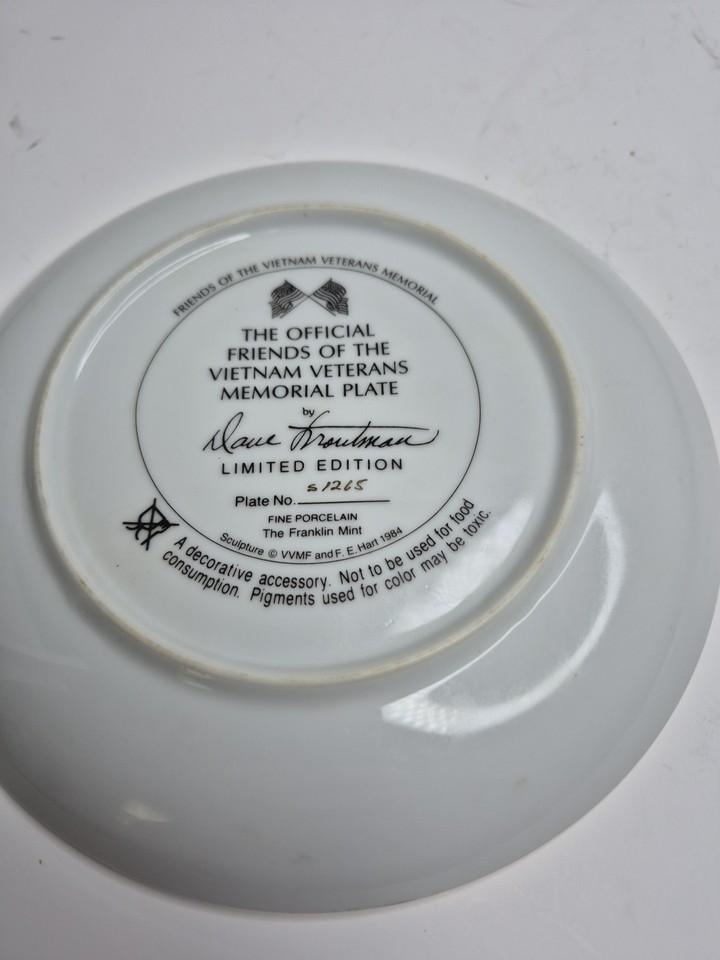 FRIENDS OF THE VIETNAM VETERANS MEMORIAL
THE OFFICIAL
FRIENDS OF THE
VIETNAM VETERANS
MEMORIAL PLATE
by
Dave Troutman
LIMITED EDITION
Plate No. S1265
FINE PORCELAIN
The Franklin Mint
Sculpture © VVMF and F. E. Hart 1984
A decorative accessory. Not to be used for food
consumption. Pigments used for color may be toxic.